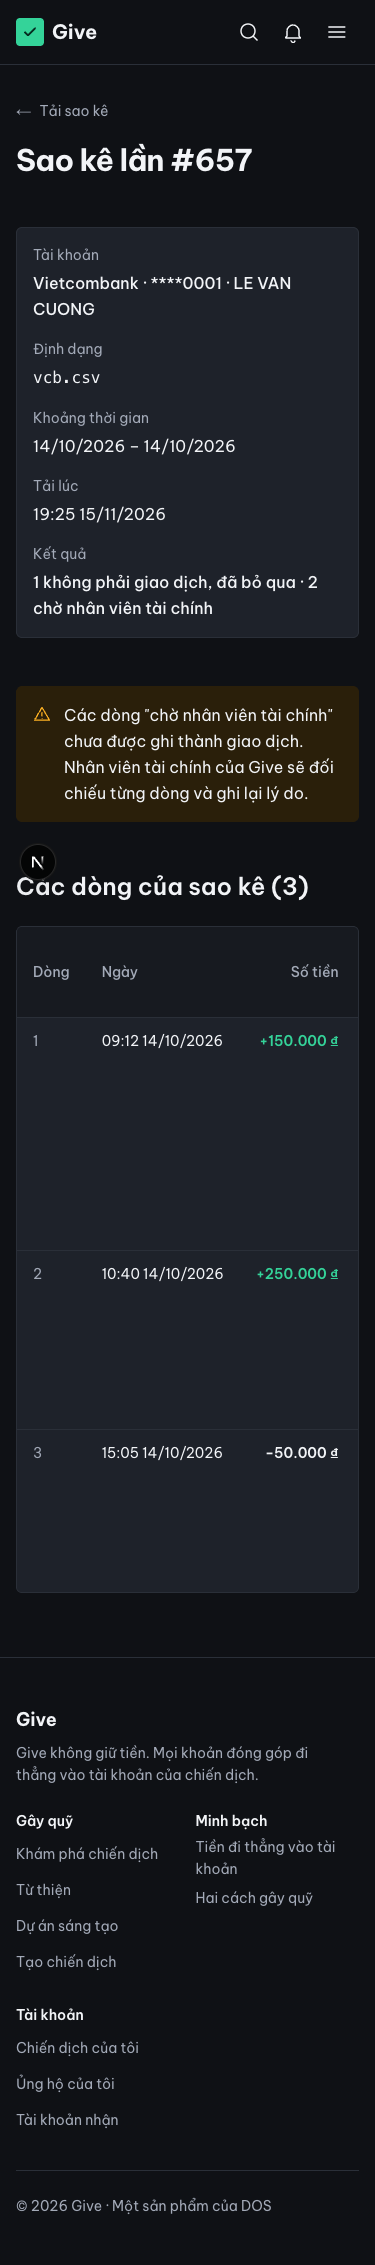 Give
← Tải sao kê
Sao kê lần #657
Tài khoản
Vietcombank · ****0001 · LE VAN
CUONG
Định dạng
vcb.csv
Khoảng thời gian
14/10/2026 – 14/10/2026
Tải lúc
19:25 15/11/2026
Kết quả
1 không phải giao dịch, đã bỏ qua · 2
chờ nhân viên tài chính
Các dòng "chờ nhân viên tài chính"
chưa được ghi thành giao dịch.
Nhân viên tài chính của Give sẽ đối
chiếu từng dòng và ghi lại lý do.
N
Các dòng của sao kê (3)
Dòng Ngày Số tiền
1 09:12 14/10/2026 +150.000 ₫
2 10:40 14/10/2026 +250.000 ₫
3 15:05 14/10/2026 -50.000 ₫
Give
Give không giữ tiền. Mọi khoản đóng góp đi
thẳng vào tài khoản của chiến dịch.
Gây quỹ
Khám phá chiến dịch
Từ thiện
Dự án sáng tạo
Tạo chiến dịch
Minh bạch
Tiền đi thẳng vào tài
khoản
Hai cách gây quỹ
Tài khoản
Chiến dịch của tôi
Ủng hộ của tôi
Tài khoản nhận
© 2026 Give · Một sản phẩm của DOS